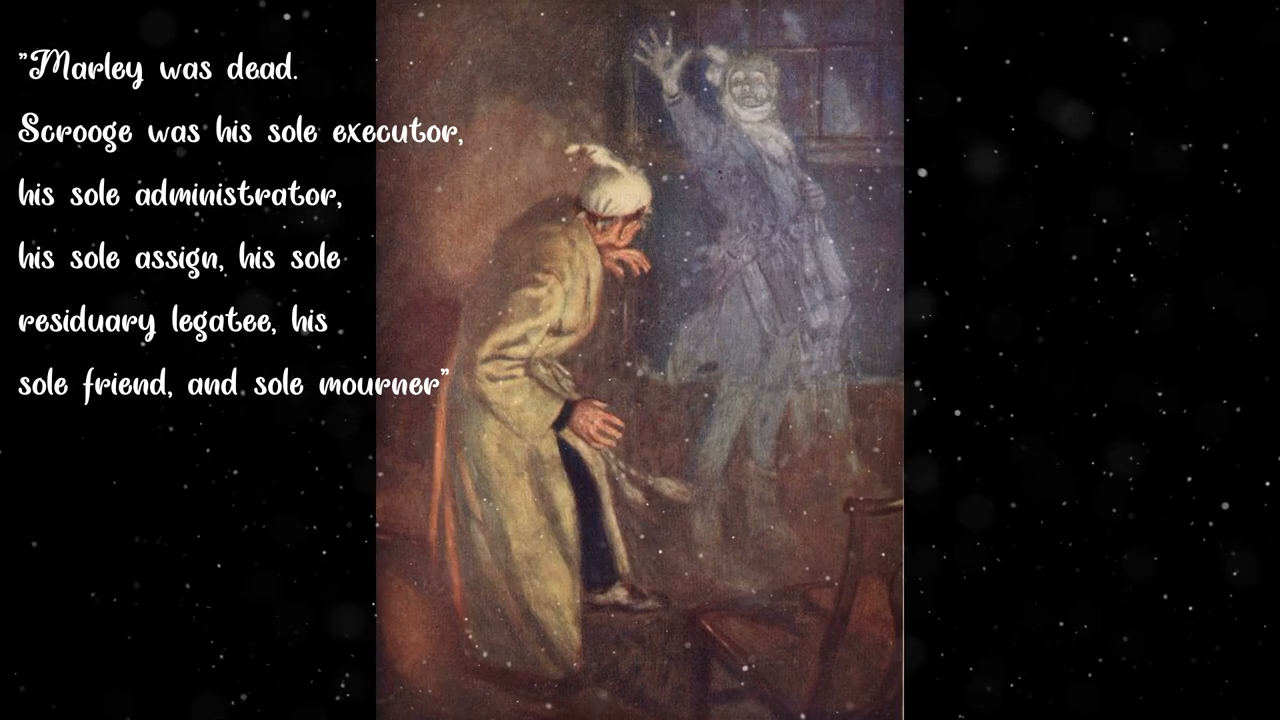 "Marley was dead.
Scrooge was his sole executor,
his sole administrator,
his sole assign, his sole
residuary legatee, his
sole friend, and sole mourner"